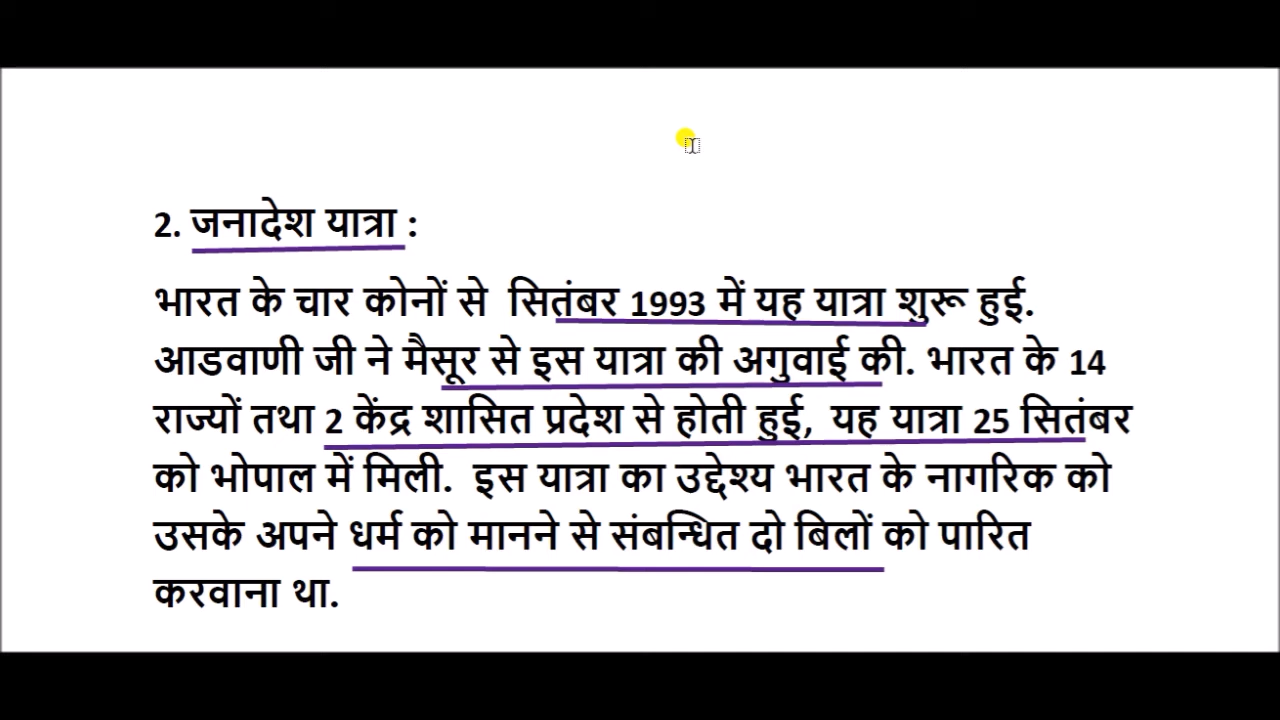 2. जनादेश यात्रा :
भारत के चार कोनों से सितंबर 1993 में यह यात्रा शुरू हुई.
आडवाणी जी ने मैसूर से इस यात्रा की अगुवाई की. भारत के 14
राज्यों तथा 2 केंद्र शासित प्रदेश से होती हुई, यह यात्रा 25 सितंबर
को भोपाल में मिली. इस यात्रा का उद्देश्य भारत के नागरिक को
उसके अपने धर्म को मानने से संबन्धित दो बिलों को पारित
करवाना था.